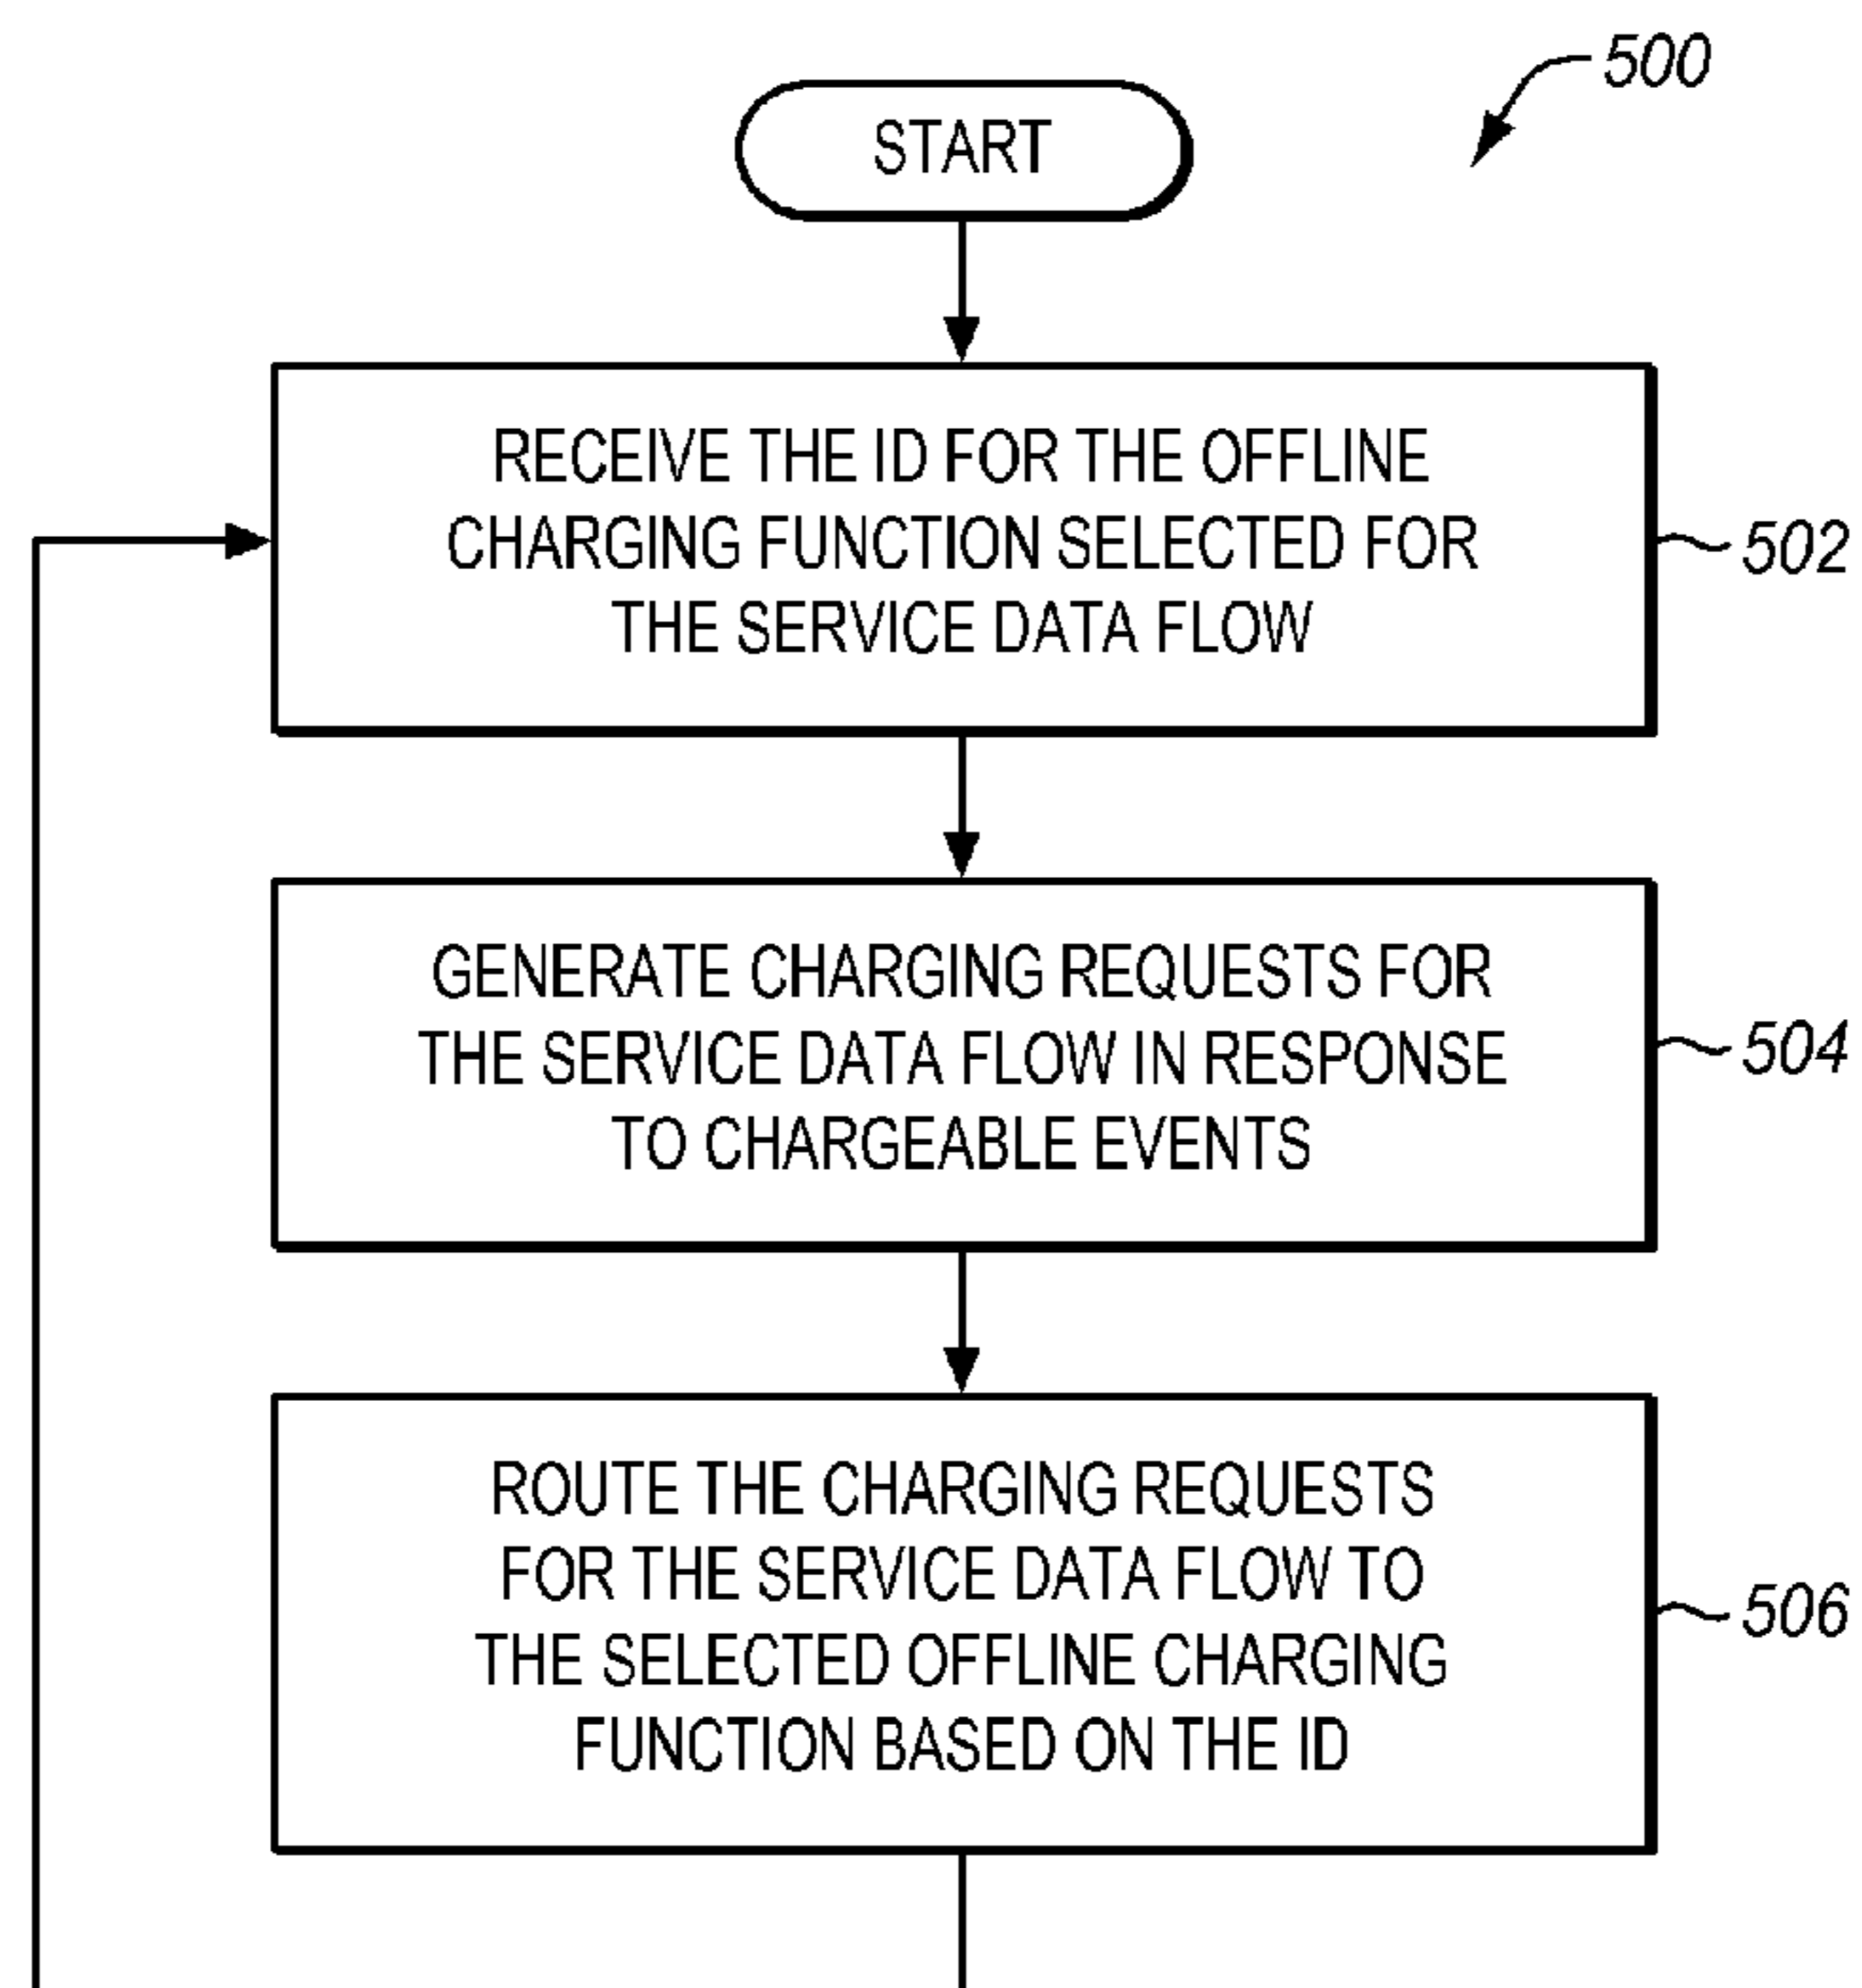 500
START
RECEIVE THE ID FOR THE OFFLINE
CHARGING FUNCTION SELECTED FOR
THE SERVICE DATA FLOW
502
GENERATE CHARGING REQUESTS FOR
THE SERVICE DATA FLOW IN RESPONSE
TO CHARGEABLE EVENTS
504
ROUTE THE CHARGING REQUESTS
FOR THE SERVICE DATA FLOW TO
THE SELECTED OFFLINE CHARGING
FUNCTION BASED ON THE ID
506